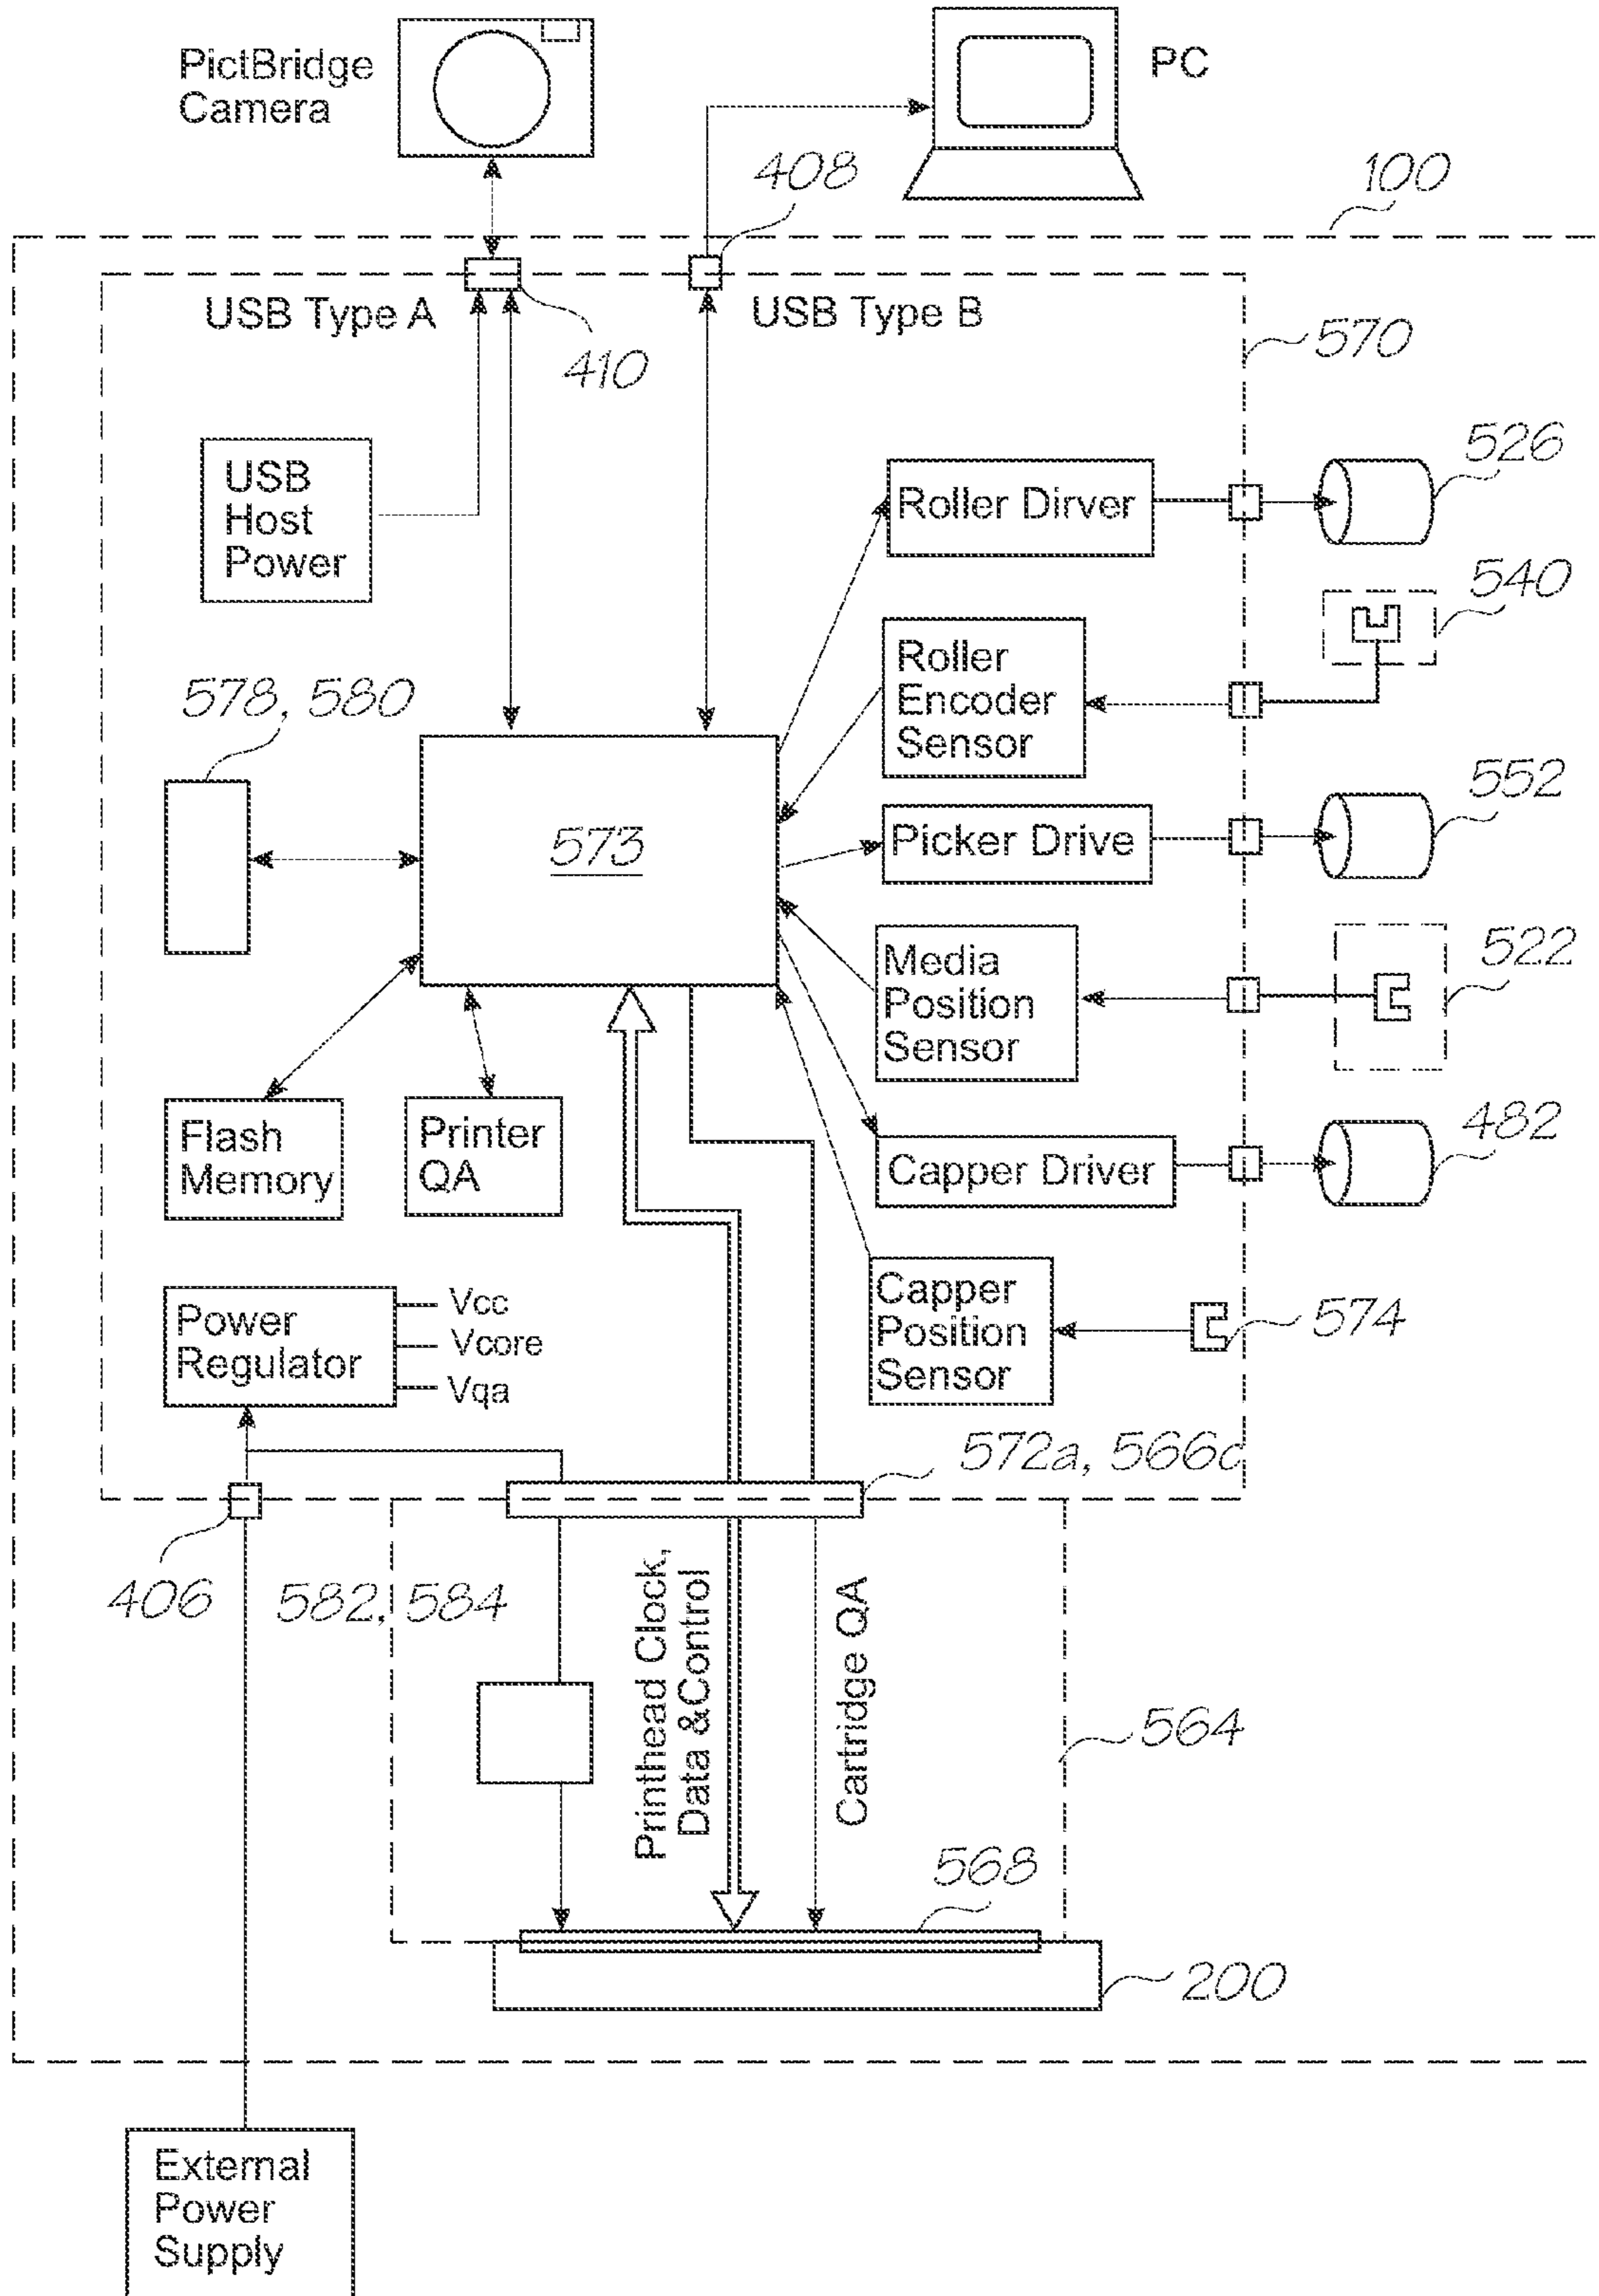 PictBridge
Camera
PC
408
100
USB Type A
USB Type B
410
570
USB
Host
Power
Roller Dirver
526
540
Roller
Encoder
Sensor
578, 580
573
Picker Drive
552
Media
Position
Sensor
522
Flash
Memory
Printer
QA
Capper Driver
482
Power
Regulator
Vcc
Vcore
Vqa
Capper
Position
Sensor
574
572a, 566c
406
582, 584
Printhead Clock,
Data &Control
Cartridge QA
564
568
200
External
Power
Supply